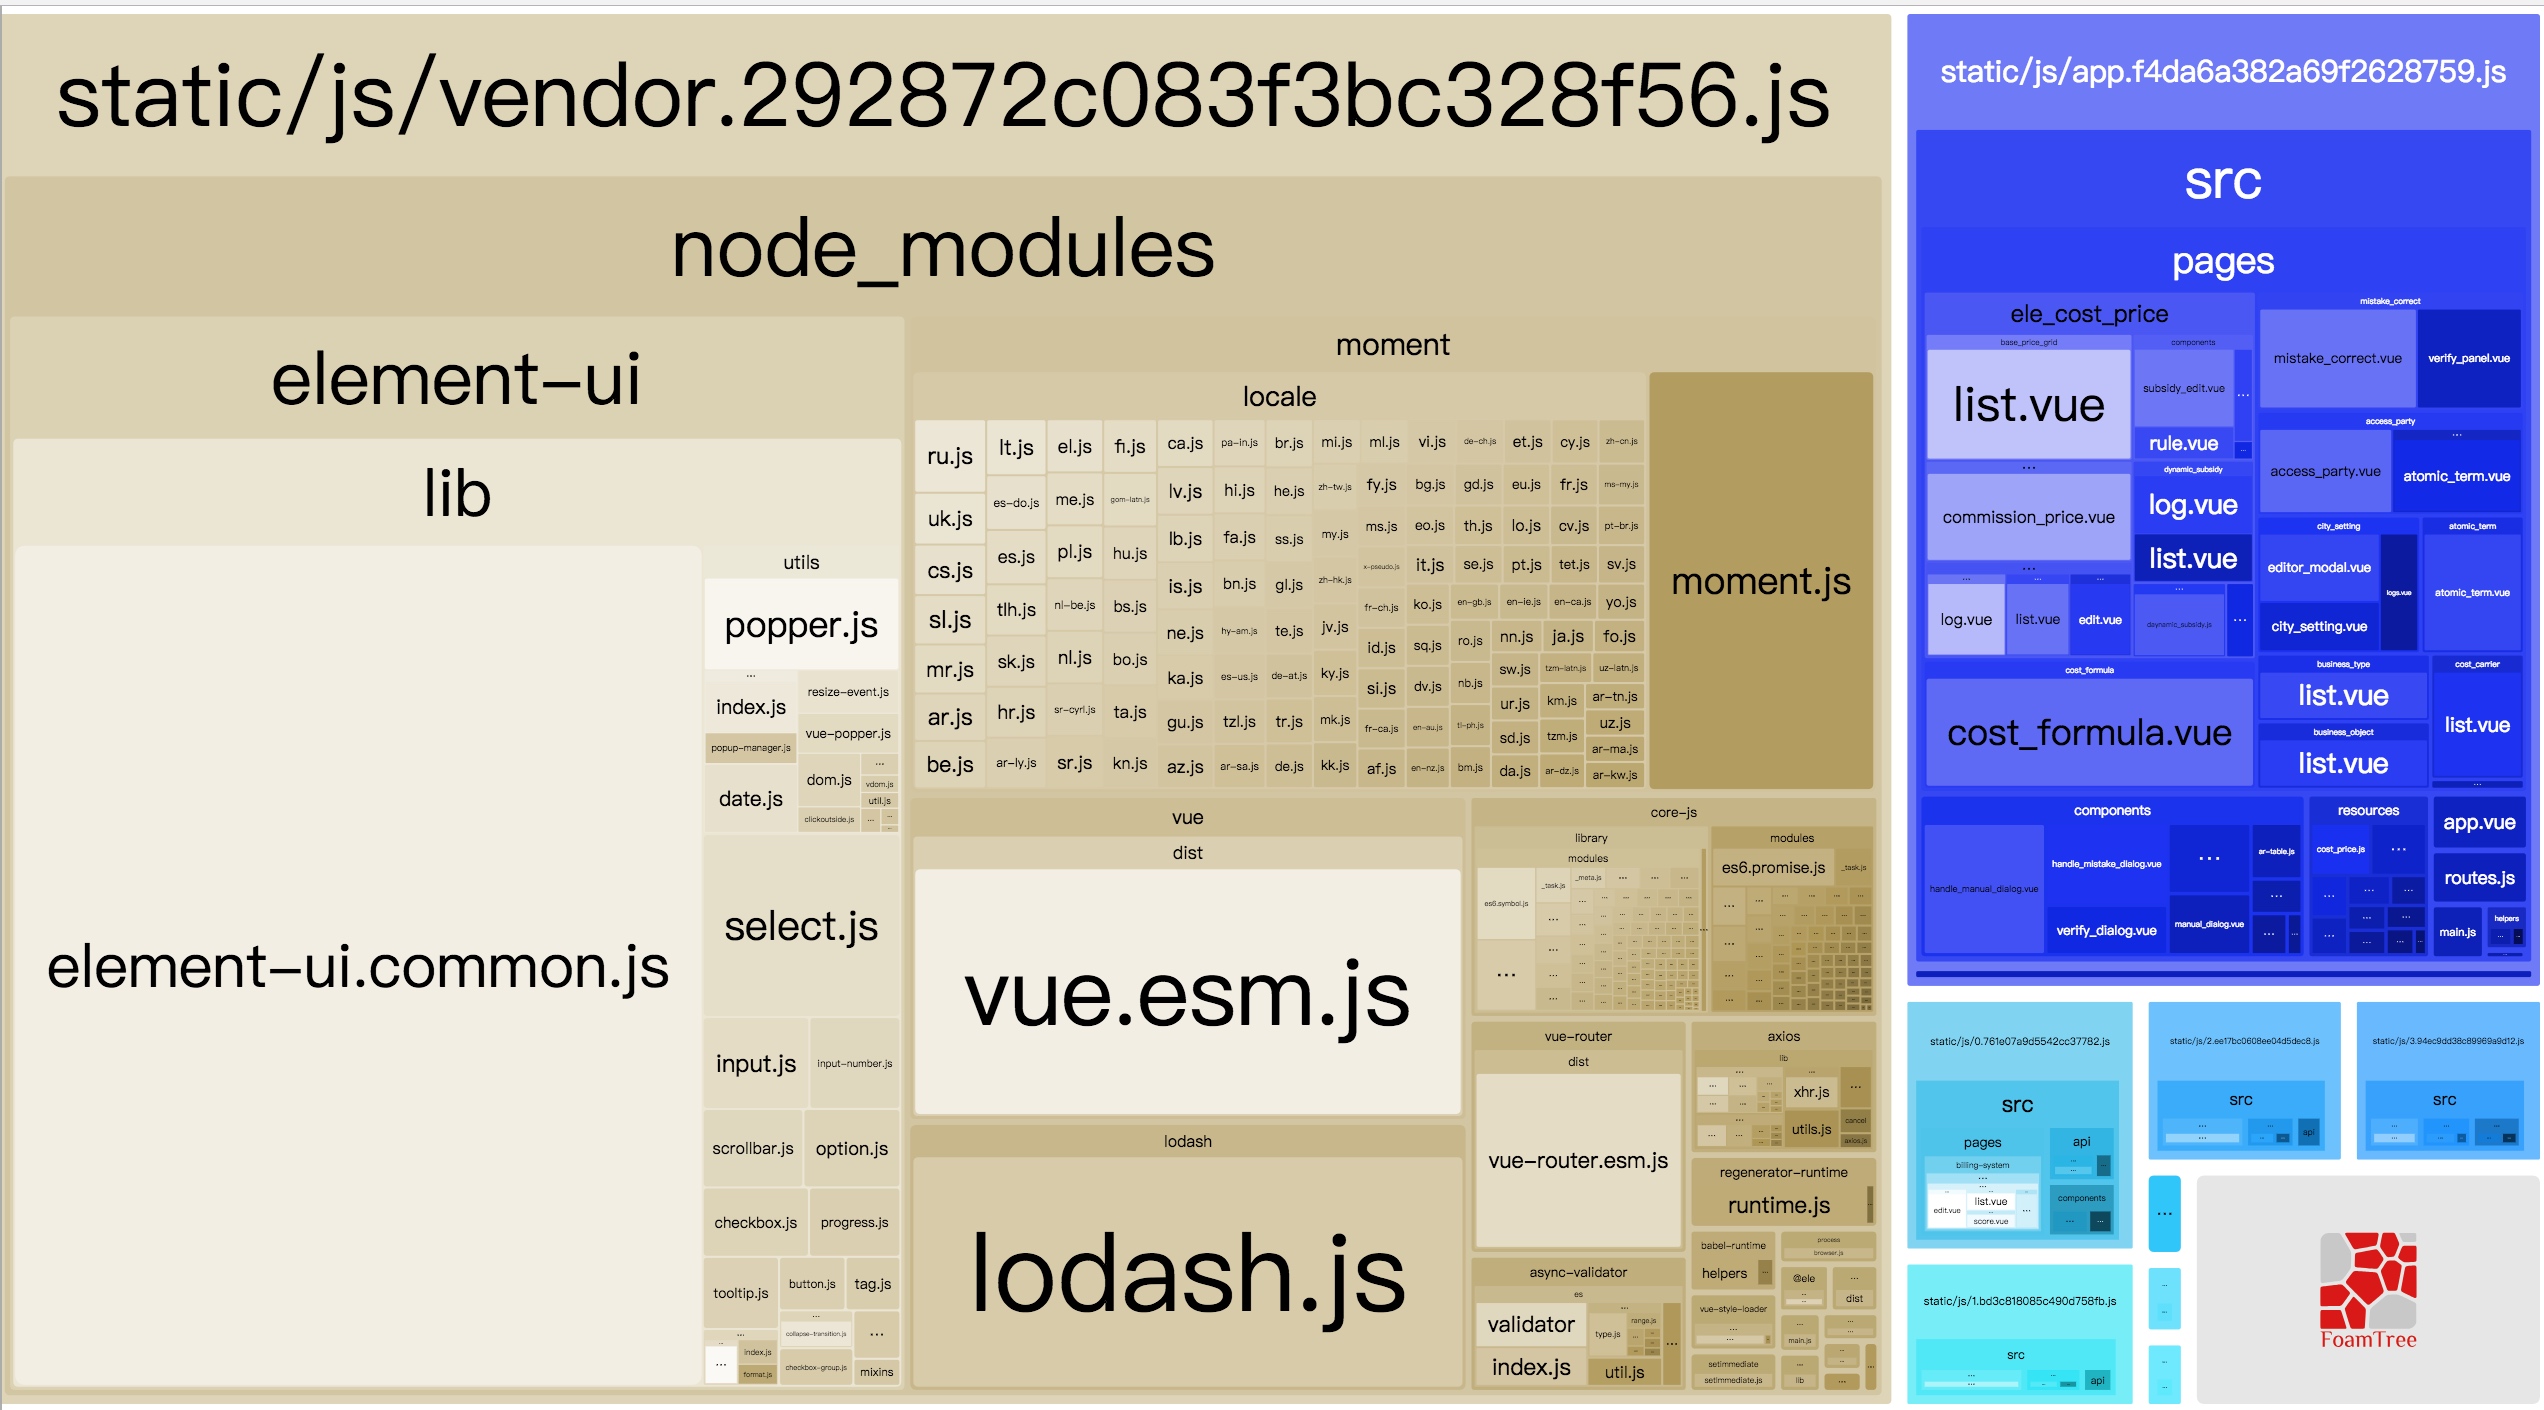 static/js/vendor.292872c083f3bc328f56.js
node_modules
element-ui
lib
element-ui.common.js
utils
popper.js
...
index.js
resize-event.js
popup-manager.js
vue-popper.js
date.js
dom.js
...
vdom.js
util.js
clickoutside.js
...
...
select.js
input.js
input-number.js
scrollbar.js
option.js
checkbox.js
progress.js
tooltip.js
button.js
tag.js
...
collapse-transition.js
...
...
index.js
...
format.js
checkbox-group.js
mixins
moment
locale
ru.js
uk.js
cs.js
sl.js
mr.js
ar.js
be.js
lt.js
es-do.js
es.js
tlh.js
sk.js
hr.js
ar-ly.js
el.js
me.js
pl.js
nl-be.js
nl.js
sr-cyrl.js
sr.js
fi.js
gom-latn.js
hu.js
bs.js
bo.js
ta.js
kn.js
ca.js
lv.js
lb.js
is.js
ne.js
ka.js
gu.js
az.js
pa-in.js
hi.js
fa.js
bn.js
hy-am.js
es-us.js
tzl.js
ar-sa.js
br.js
he.js
ss.js
gl.js
te.js
de-at.js
tr.js
de.js
mi.js
zh-tw.js
my.js
zh-hk.js
jv.js
ky.js
mk.js
kk.js
ml.js
fy.js
ms.js
x-pseudo.js
fr-ch.js
id.js
si.js
fr-ca.js
af.js
vi.js
bg.js
eo.js
it.js
ko.js
sq.js
dv.js
en-au.js
en-nz.js
de-ch.js
gd.js
th.js
se.js
en-gb.js
ro.js
nb.js
tl-ph.js
bm.js
et.js
eu.js
lo.js
pt.js
en-ie.js
nn.js
sw.js
ur.js
sd.js
da.js
cy.js
fr.js
cv.js
tet.js
en-ca.js
ja.js
tzm-latn.js
km.js
tzm.js
ar-dz.js
zh-cn.js
ms-my.js
pt-br.js
sv.js
yo.js
fo.js
uz-latn.js
ar-tn.js
uz.js
ar-ma.js
ar-kw.js
moment.js
vue
dist
vue.esm.js
lodash
lodash.js
core-js
library
modules
es6.symbol.js
_task.js
_meta.js
...
modules
es6.promise.js
_task.js
vue-router
dist
vue-router.esm.js
axios
lib
xhr.js
utils.js
cancel
axios.js
regenerator-runtime
runtime.js
async-validator
es
validator
index.js
type.js
range.js
util.js
babel-runtime
helpers
process
browser.js
@ele
dist
vue-style-loader
main.js
setimmediate
setimmediate.js
lib
static/js/app.f4da6a382a69f2628759.js
src
pages
ele_cost_price
base_price_grid
list.vue
...
commission_price.vue
...
log.vue
list.vue
edit.vue
components
subsidy_edit.vue
...
rule.vue
dynamic_subsidy
log.vue
list.vue
daynamic_subsidy.js
...
cost_formula
cost_formula.vue
mistake_correct
mistake_correct.vue
verify_panel.vue
access_party
access_party.vue
...
atomic_term.vue
city_setting
editor_modal.vue
logs.vue
city_setting.vue
atomic_term
atomic_term.vue
business_type
list.vue
business_object
list.vue
cost_carrier
list.vue
...
components
handle_manual_dialog.vue
handle_mistake_dialog.vue
verify_dialog.vue
...
manual_dialog.vue
ar-table.js
...
resources
cost_price.js
...
app.vue
routes.js
main.js
helpers
static/js/0.761e07a9d5542cc37782.js
src
pages
billing-system
edit.vue
list.vue
score.vue
...
api
components
static/js/1.bd3c818085c490d758fb.js
src
api
static/js/2.ee17bc0608ee04d5dec8.js
src
api
static/js/3.94ec9dd38c89969a9d12.js
src
...
FoamTree